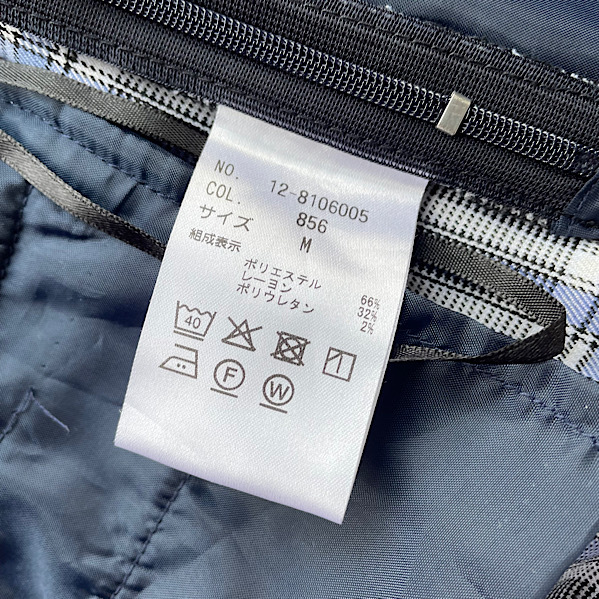 NO. 12-8106005
COL. 856
サイズ M
組成表示
ポリエステル 66%
レーヨン 32%
ポリウレタン 2%
40
F W